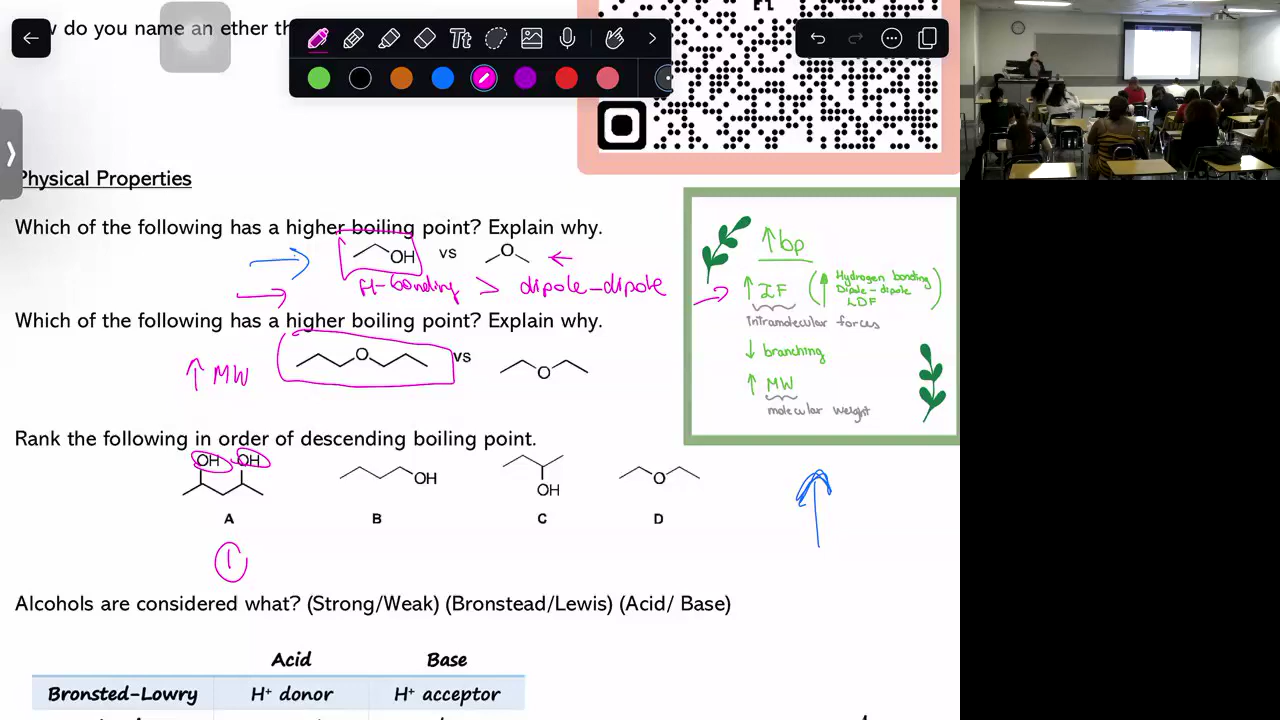 w do you name an ether th
Tt
Physical Properties
Which of the following has a higher boiling point? Explain why.
OH vs O
H-bonding > dipole-dipole
Which of the following has a higher boiling point? Explain why.
↑ MW
O vs O
Rank the following in order of descending boiling point.
OH OH
OH
OH
O
A B C D
1
Alcohols are considered what? (Strong/Weak) (Bronstead/Lewis) (Acid/ Base)
Acid Base
Bronsted-Lowry H+ donor H+ acceptor
↑bp
↑ IF (↑ Hydrogen bonding
Dipole-dipole
LDF)
Intramolecular forces
↓ branching
↑ MW
molecular weight